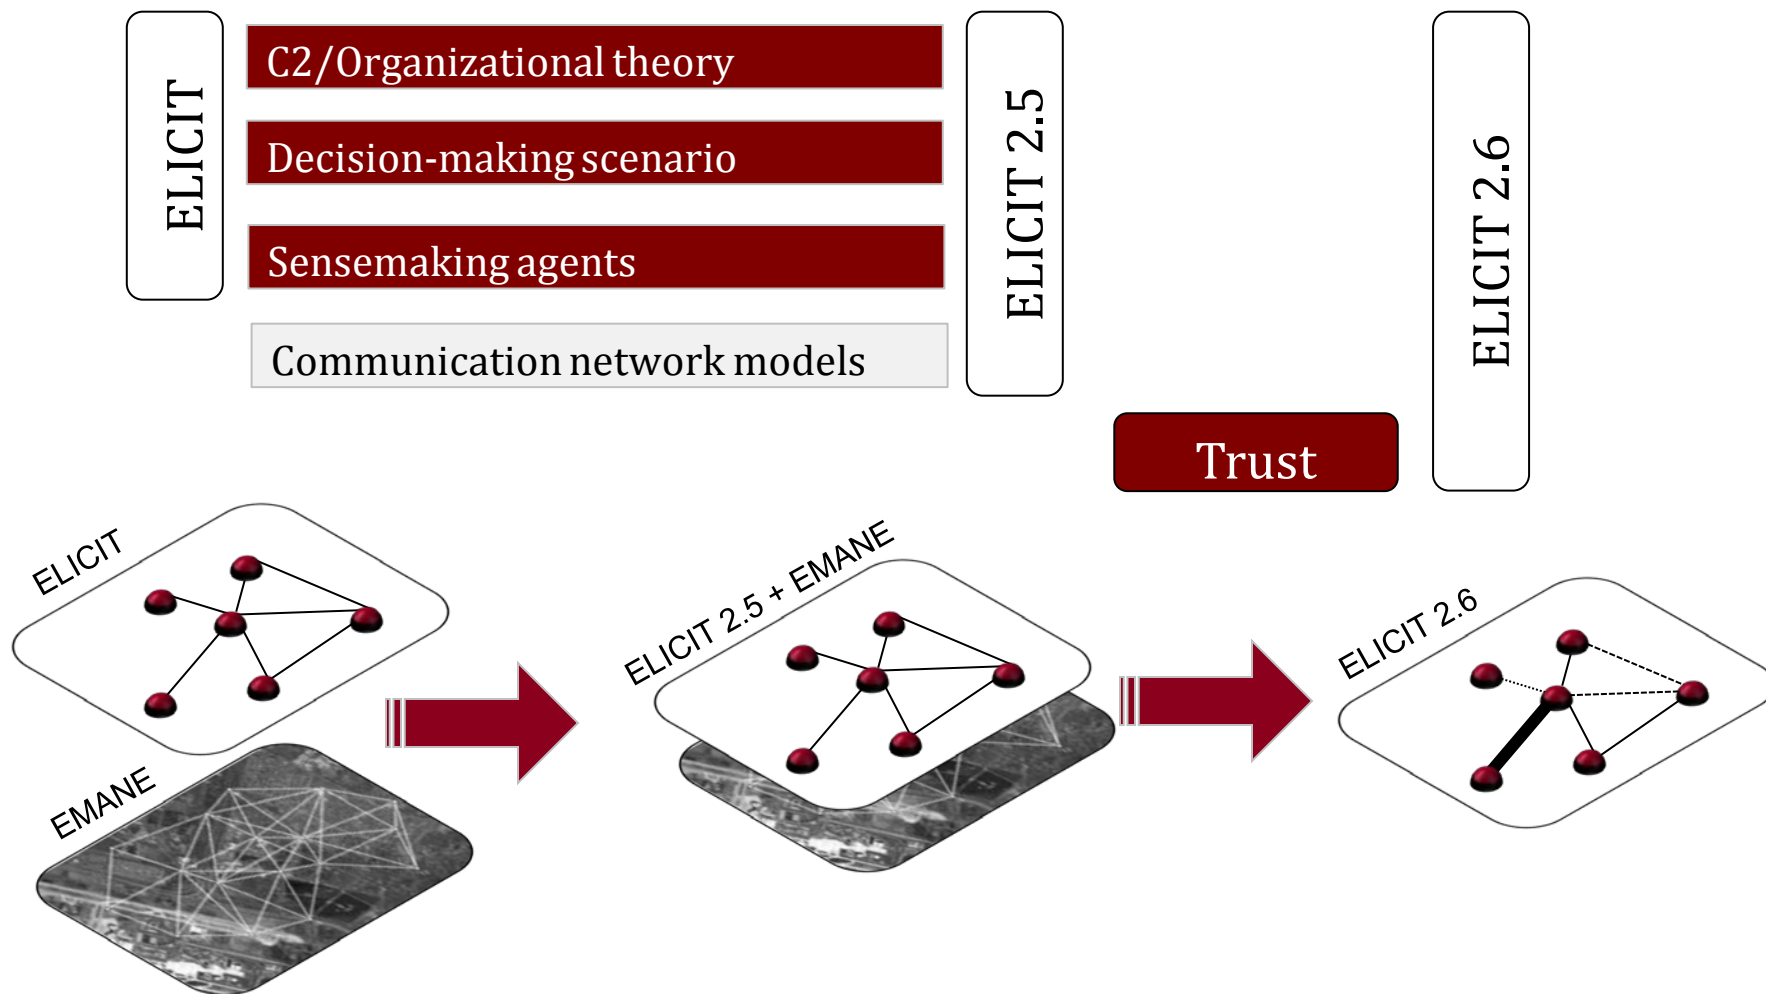 ELICIT
C2/Organizational theory
Decision-making scenario
Sensemaking agents
Communication network models
ELICIT 2.5
Trust
ELICIT 2.6
ELICIT
EMANE
ELICIT 2.5 + EMANE
ELICIT 2.6